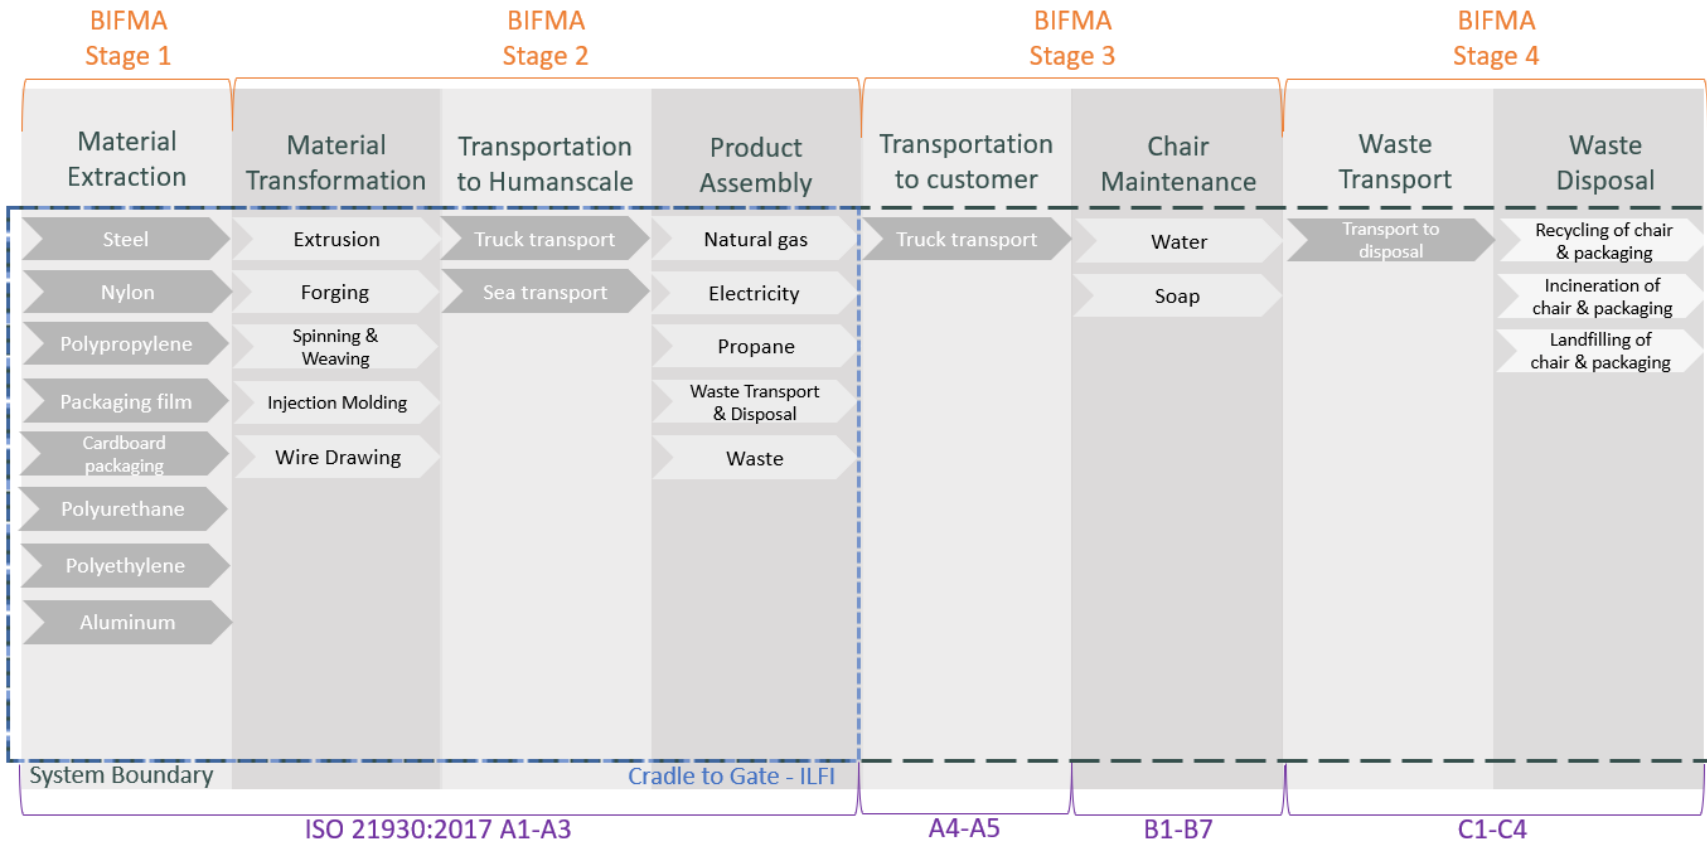 BIFMA
Stage 1
BIFMA
Stage 2
BIFMA
Stage 3
BIFMA
Stage 4
Material
Extraction
Material
Transformation
Transportation
to Humanscale
Product
Assembly
Transportation
to customer
Chair
Maintenance
Waste
Transport
Waste
Disposal
Steel
Nylon
Polypropylene
Packaging film
Cardboard
packaging
Polyurethane
Polyethylene
Aluminum
Extrusion
Forging
Spinning &
Weaving
Injection Molding
Wire Drawing
Truck transport
Sea transport
Natural gas
Electricity
Propane
Waste Transport
& Disposal
Waste
Truck transport
Water
Soap
Transport to
disposal
Recycling of chair
& packaging
Incineration of
chair & packaging
Landfilling of
chair & packaging
System Boundary
Cradle to Gate - ILFI
ISO 21930:2017 A1-A3
A4-A5
B1-B7
C1-C4